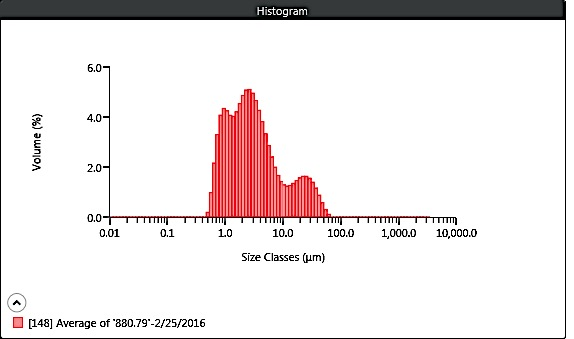 Histogram
6.0
4.0
2.0
0.0
Volume (%)
0.01 0.1 1.0 10.0 100.0 1,000.0 10,000.0
Size Classes (μm)
[148] Average of '880.79'-2/25/2016